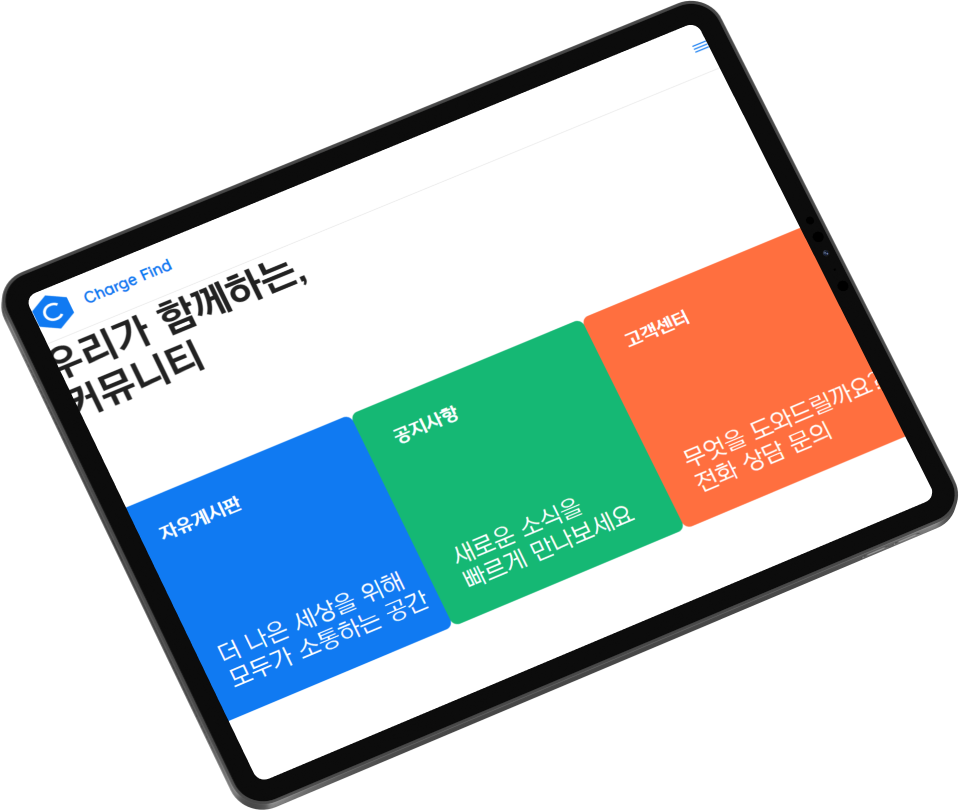 Charge Find
우리가 함께하는,
커뮤니티
자유게시판
더 나은 세상을 위해
모두가 소통하는 공간
공지사항
새로운 소식을
빠르게 만나보세요
고객센터
무엇을 도와드릴까요?
전화 상담 문의